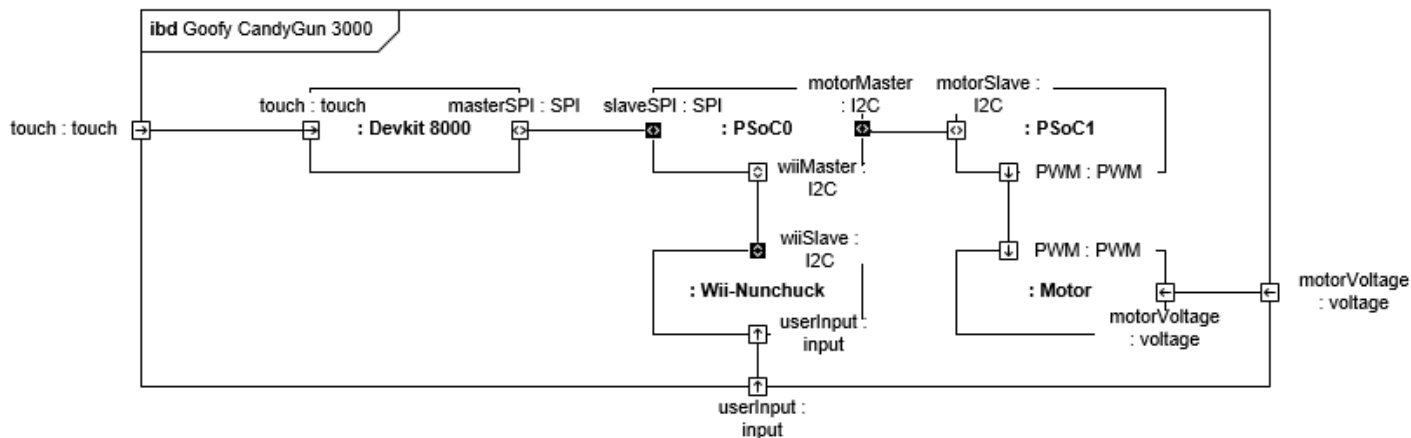 ibd Goofy CandyGun 3000
motorMaster
: I2C
motorSlave :
I2C
touch : touch
masterSPI : SPI
slaveSPI : SPI
touch : touch
: Devkit 8000
: PSoC0
: PSoC1
wiiMaster :
I2C
PWM : PWM
wiiSlave :
I2C
PWM : PWM
: Wii-Nunchuck
: Motor
motorVoltage
: voltage
userInput :
input
motorVoltage
: voltage
userInput :
input